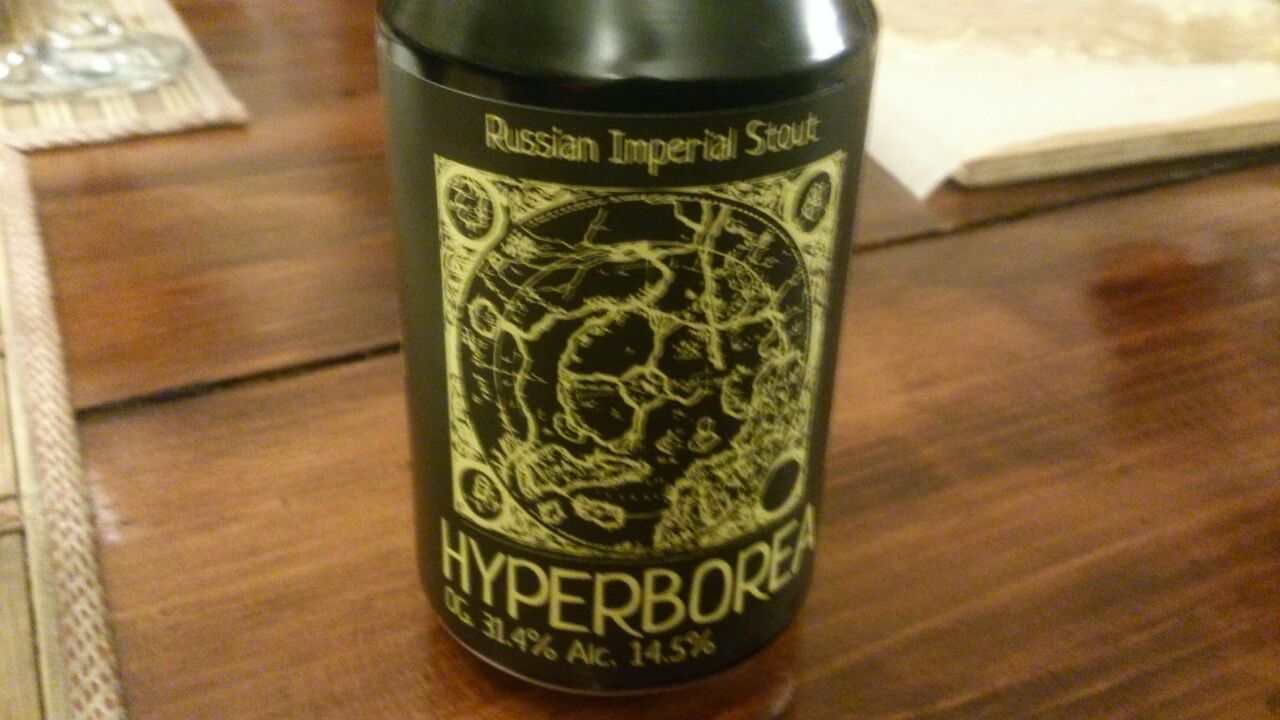 Russian Imperial Stout
HYPERBOREA
OG. 31.4% Alc. 14.5%